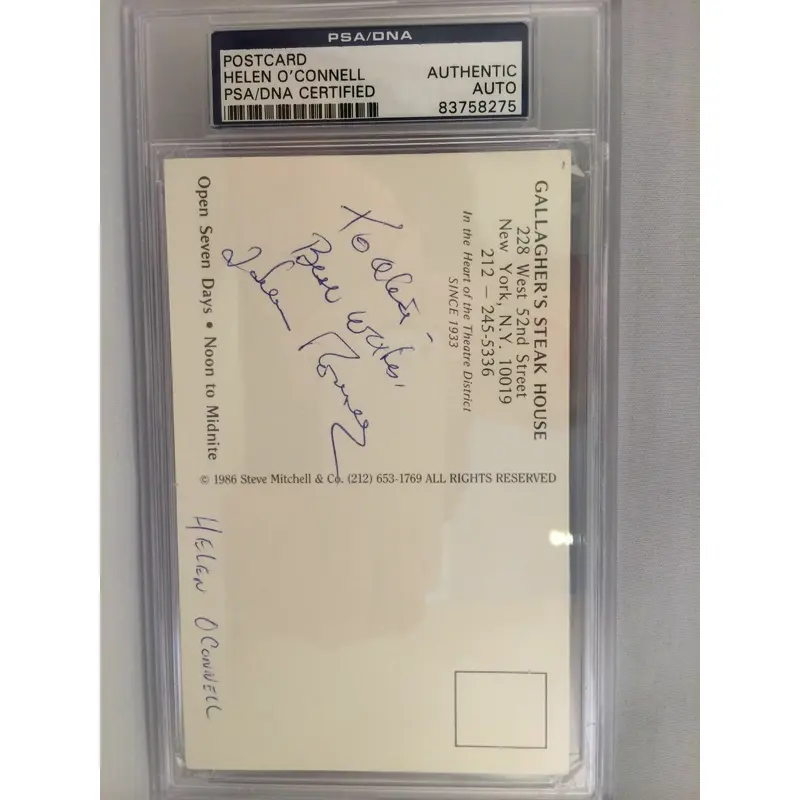 PSA/DNA
POSTCARD
HELEN O'CONNELL
PSA/DNA CERTIFIED
AUTHENTIC
AUTO
83758275
GALLAGHER'S STEAK HOUSE
228 West 52nd Street
New York, N.Y. 10019
212 — 245-5336
In the Heart of the Theatre District
SINCE 1933
To
Best Wishes,
Helen
Open Seven Days • Noon to Midnite
© 1986 Steve Mitchell & Co. (212) 653-1769 ALL RIGHTS RESERVED
HELEN O'CONNELL